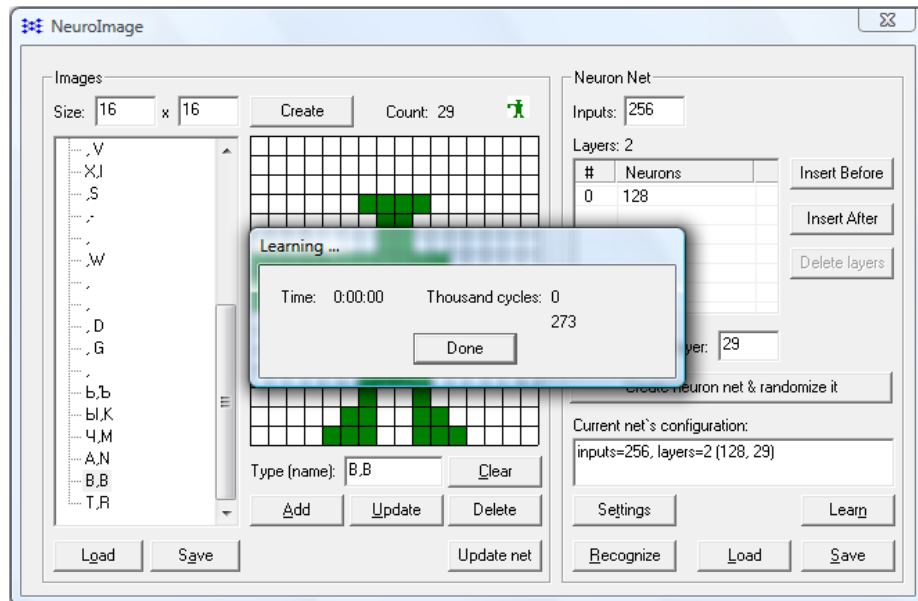 NeuroImage
Images
Size: 16 x 16 Create Count: 29
,V
X,I
,S
,-
,
,W
,
,
,D
,G
,
Ь,Ъ
Ы,К
Ч,М
А,N
В,В
Т,R
Type (name): В,В Clear
Add Update Delete
Load Save Update net
Learning ...
Time: 0:00:00 Thousand cycles: 0
273
Done
Neuron Net
Inputs: 256
Layers: 2
# Neurons
0 128
Insert Before
Insert After
Delete layers
yer: 29
Create neuron net & randomize it
Current net`s configuration:
inputs=256, layers=2 (128, 29)
Settings Learn
Recognize Load Save